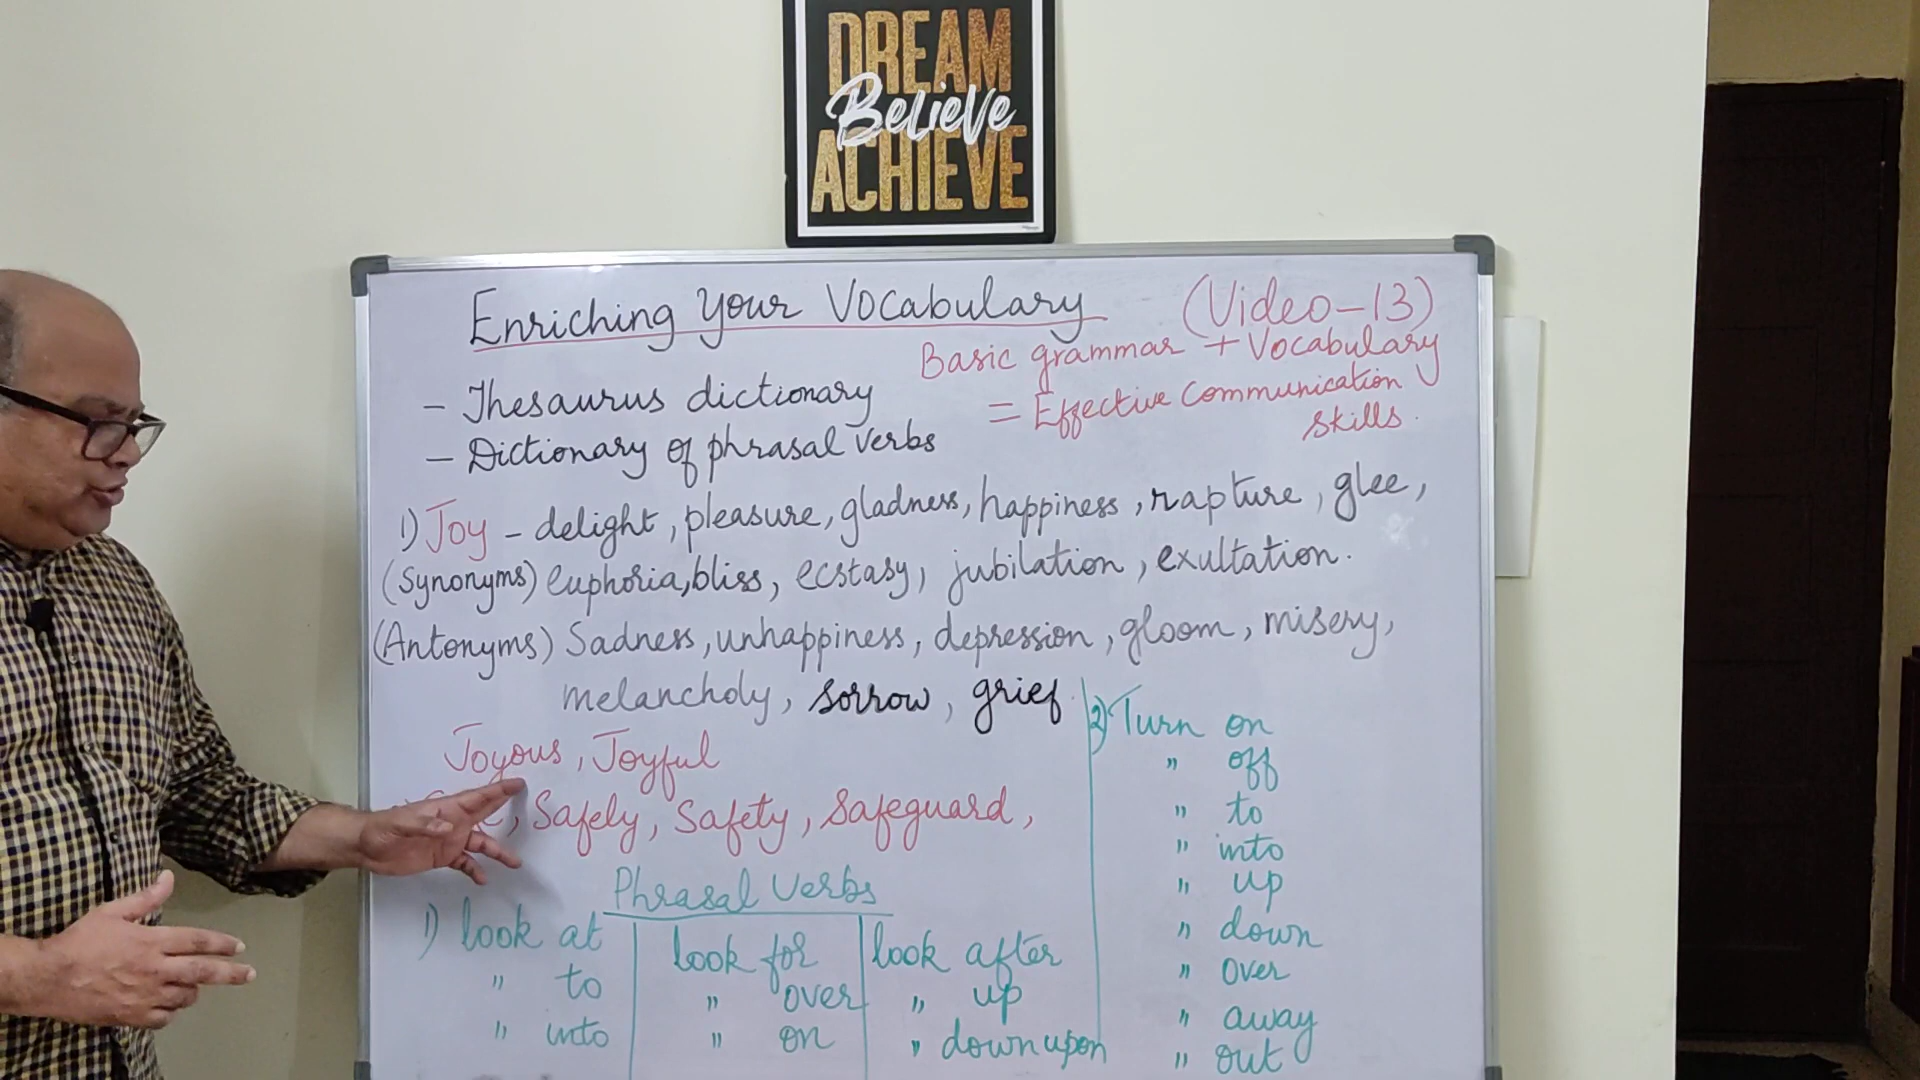 DREAM
Believe
ACHIEVE
Enriching Your Vocabulary (Video-13)
Basic grammar + Vocabulary
= Effective Communication
skills.
- Thesaurus dictionary
- Dictionary of phrasal verbs
1) Joy - delight, pleasure, gladness, happiness, rapture, glee,
(Synonyms) euphoria, bliss, ecstasy, jubilation, exultation.
(Antonyms) Sadness, unhappiness, depression, gloom, misery,
melancholy, sorrow, grief.
Joyous, Joyful
, Safely, Safety, Safeguard,
Phrasal Verbs
1) look at
" to
" into
look for
" over
" on
look after
" up
" down upon
2) Turn on
" off
" to
" into
" up
" down
" over
" away
" out